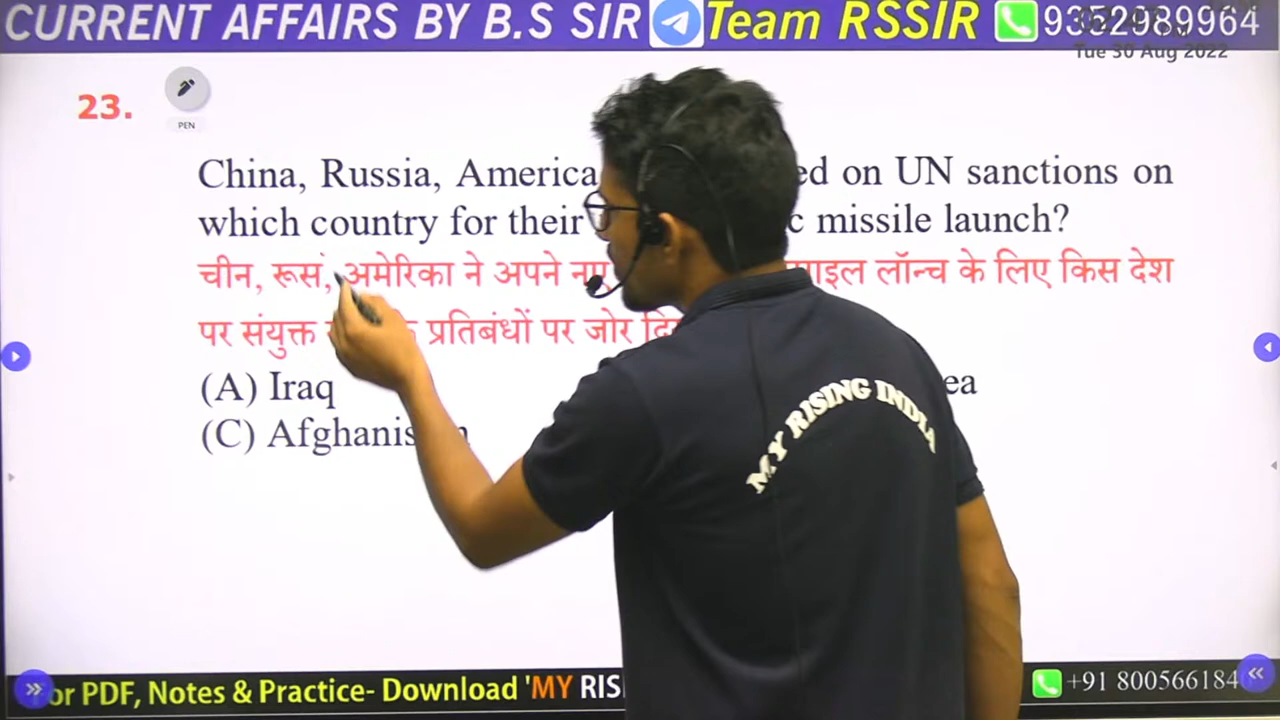 CURRENT AFFAIRS BY B.S SIR Team RSSIR 9352989964
Tue 30 Aug 2022
23.
PEN
China, Russia, America ed on UN sanctions on
which country for their c missile launch?
चीन, रूस, अमेरिका ने अपने लॉन्च के लिए किस देश
पर संयुक्त प्रतिबंधों पर जोर
(A) Iraq ea
(C) Afghanis n
MY RISING INDIA
or PDF, Notes & Practice- Download 'MY RIS +91 800566184